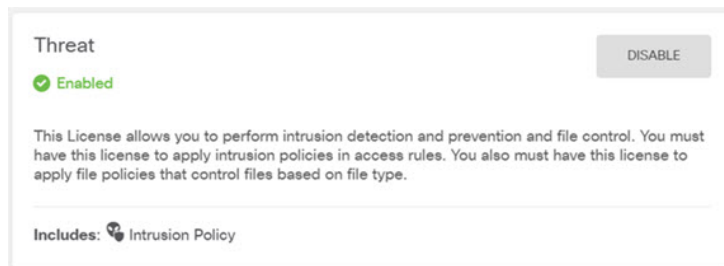 Threat
DISABLE
Enabled
This License allows you to perform intrusion detection and prevention and file control. You must
have this license to apply intrusion policies in access rules. You also must have this license to
apply file policies that control files based on file type.
Includes: Intrusion Policy